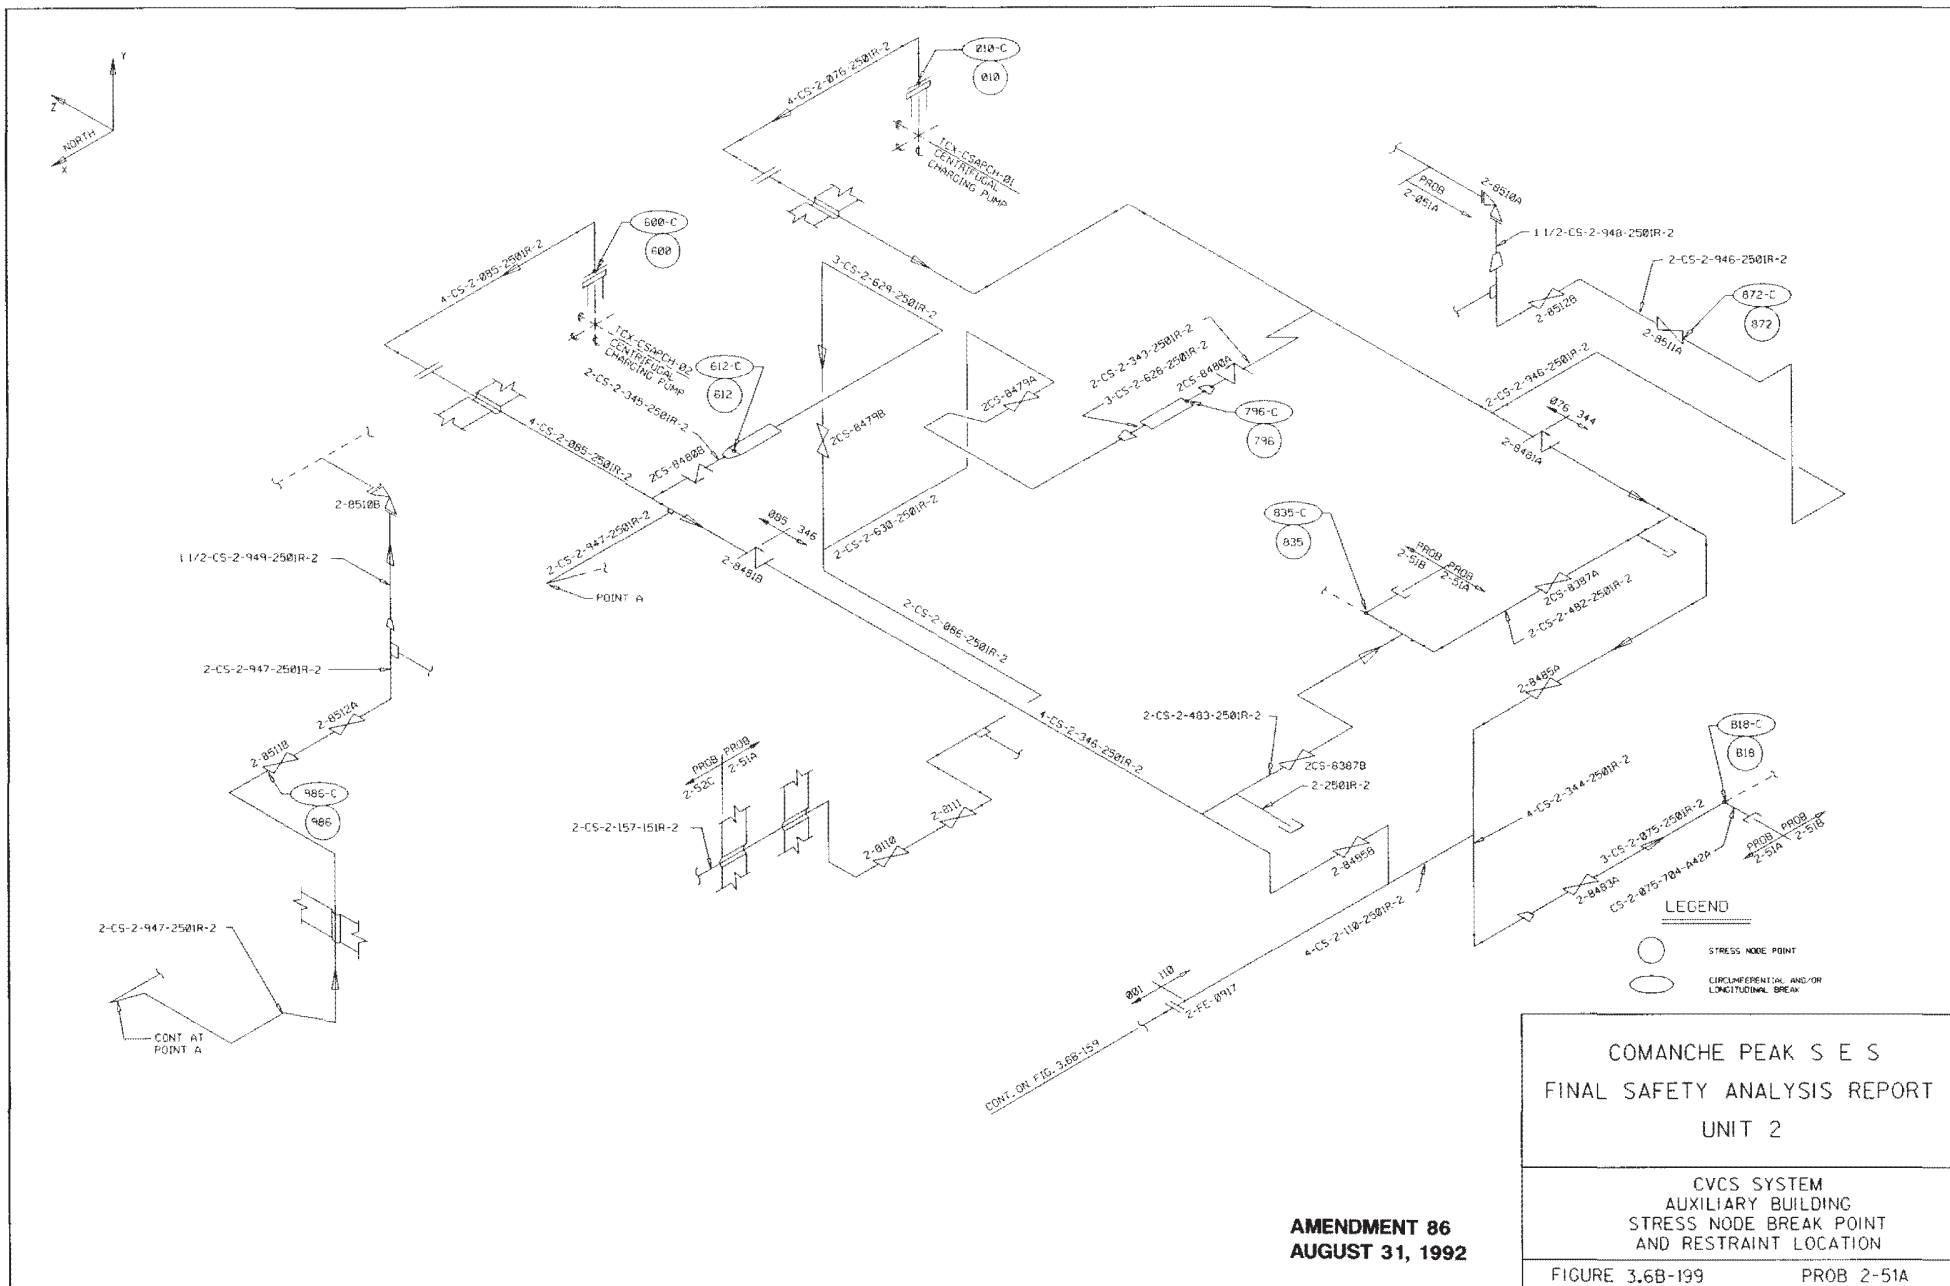 Y
Z
NORTH
X
4-CS-2-076-2501R-2
010-C
010
TCX-CSAPCH-01
CENTRIFUGAL
CHARGING PUMP
600-C
600
4-CS-2-085-2501R-2
TCX-CSAPCH-02
CENTRIFUGAL
CHARGING PUMP
2-CS-2-345-2501R-2
612-C
612
3-CS-2-629-2501R-2
2CS-8479A
2CS-8479B
2-CS-2-343-2501R-2
3-CS-2-626-2501R-2
2CS-8480A
796-C
796
PROB
2-051A
2-8510A
1 1/2-CS-2-948-2501R-2
2-CS-2-946-2501R-2
2-8512B
872-C
872
2-8511A
2-CS-2-946-2501R-2
076 344
2-8481A
4-CS-2-085-2501R-2
2CS-8480B
2-CS-2-947-2501R-2
085 346
2-8481B
2-CS-2-630-2501R-2
POINT A
2-8510B
1 1/2-CS-2-949-2501R-2
2-CS-2-947-2501R-2
2-8512A
2-8511B
986-C
986
2-CS-2-947-2501R-2
CONT AT
POINT A
2-CS-2-086-2501R-2
835-C
835
PROB PROB
2-51B 2-51A
2CS-8387A
2-CS-2-482-2501R-2
2-8485A
4-CS-2-346-2501R-2
2-CS-2-483-2501R-2
2CS-8387B
2-2501R-2
PROB PROB
2-52C 2-51A
2-CS-2-157-151R-2
2-8110
2-8111
2-8485B
4-CS-2-344-2501R-2
818-C
818
3-CS-2-075-2501R-2
2-8483A
CS-2-075-704-A42A
PROB PROB
2-51A 2-51B
4-CS-2-110-2501R-2
001 110
2-FE-0917
CONT. ON FIG. 3.6B-159
LEGEND
STRESS NODE POINT
CIRCUMFERENTIAL AND/OR
LONGITUDINAL BREAK
COMANCHE PEAK S E S
FINAL SAFETY ANALYSIS REPORT
UNIT 2
CVCS SYSTEM
AUXILIARY BUILDING
STRESS NODE BREAK POINT
AND RESTRAINT LOCATION
AMENDMENT 86
AUGUST 31, 1992
FIGURE 3.6B-199 PROB 2-51A